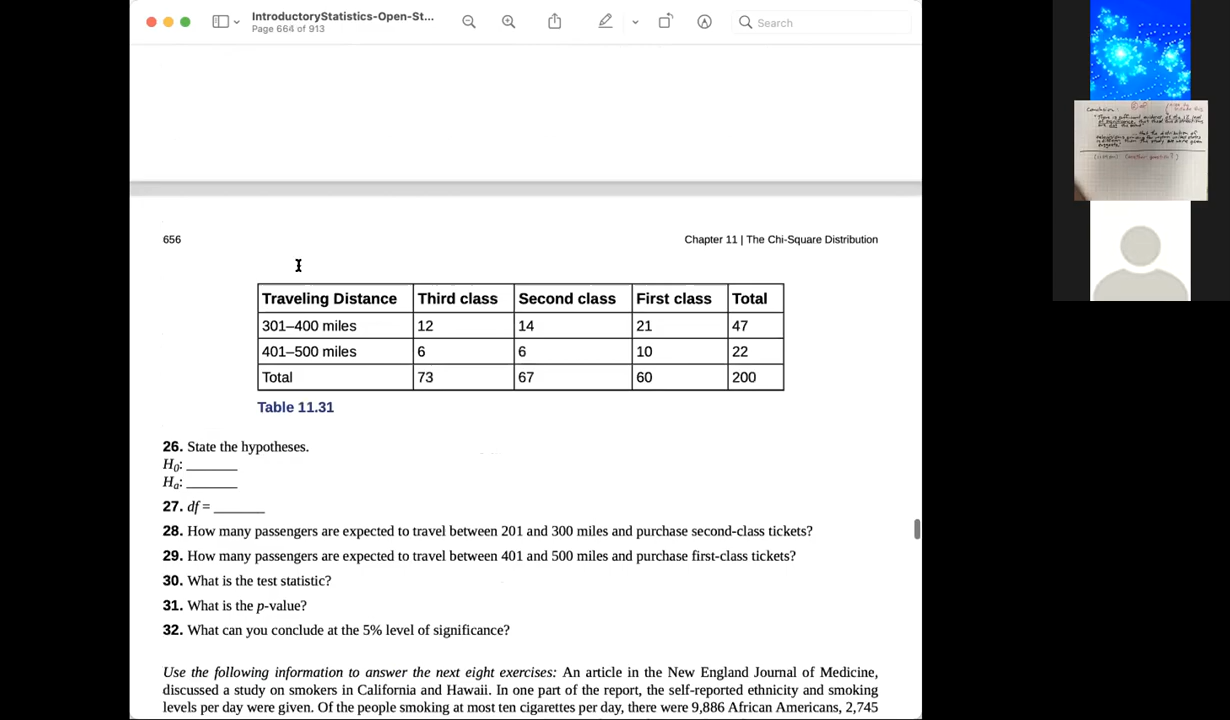 IntroductoryStatistics-Open-St...
Page 664 of 913
Search
656
Chapter 11 | The Chi-Square Distribution
Traveling Distance Third class Second class First class Total
301–400 miles 12 14 21 47
401–500 miles 6 6 10 22
Total 73 67 60 200
Table 11.31
26. State the hypotheses.
H0: _______
Ha: _______
27. df = _______
28. How many passengers are expected to travel between 201 and 300 miles and purchase second-class tickets?
29. How many passengers are expected to travel between 401 and 500 miles and purchase first-class tickets?
30. What is the test statistic?
31. What is the p-value?
32. What can you conclude at the 5% level of significance?
Use the following information to answer the next eight exercises: An article in the New England Journal of Medicine,
discussed a study on smokers in California and Hawaii. In one part of the report, the self-reported ethnicity and smoking
levels per day were given. Of the people smoking at most ten cigarettes per day, there were 9,886 African Americans, 2,745
Conclusion: